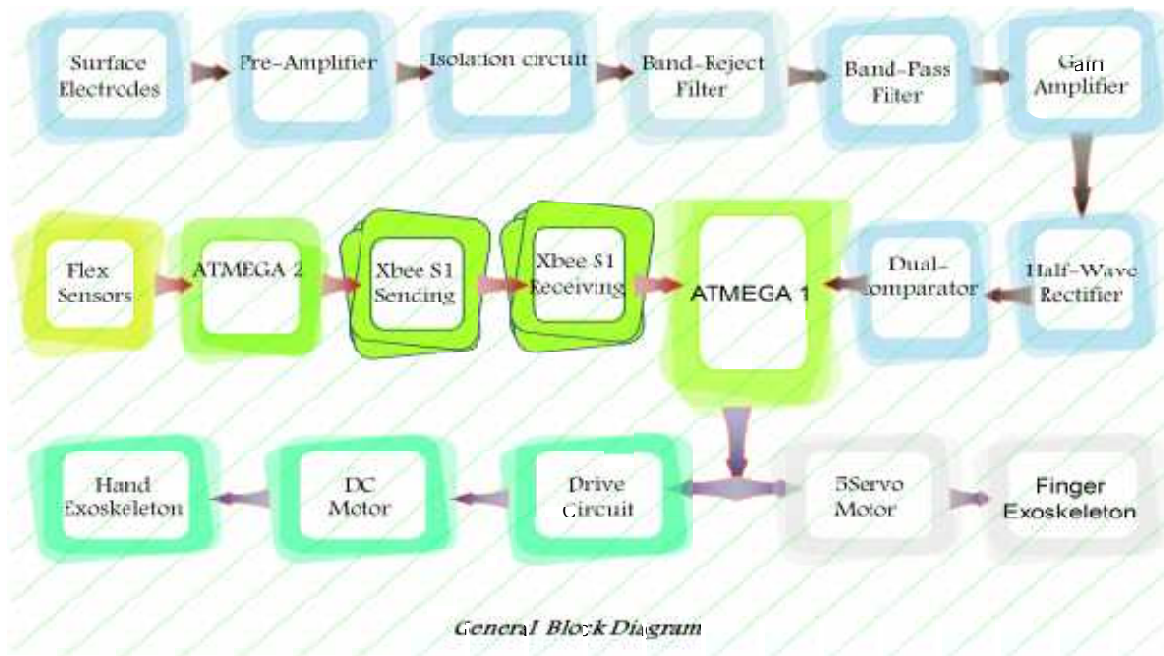 Surface
Electrodes
Pre-Amplifier
Isolation circuit
Band-Reject
Filter
Band-Pass
Filter
Gain
Amplifier
Flex
Sensors
ATMEGA 2
Xbee S1
Sending
Xbee S1
Receiving
ATMEGA 1
Dual-
comparator
Half-Wave
Rectifier
Hand
Exoskeleton
DC
Motor
Drive
Circuit
5Servo
Motor
Finger
Exoskeleton
General Block Diagram